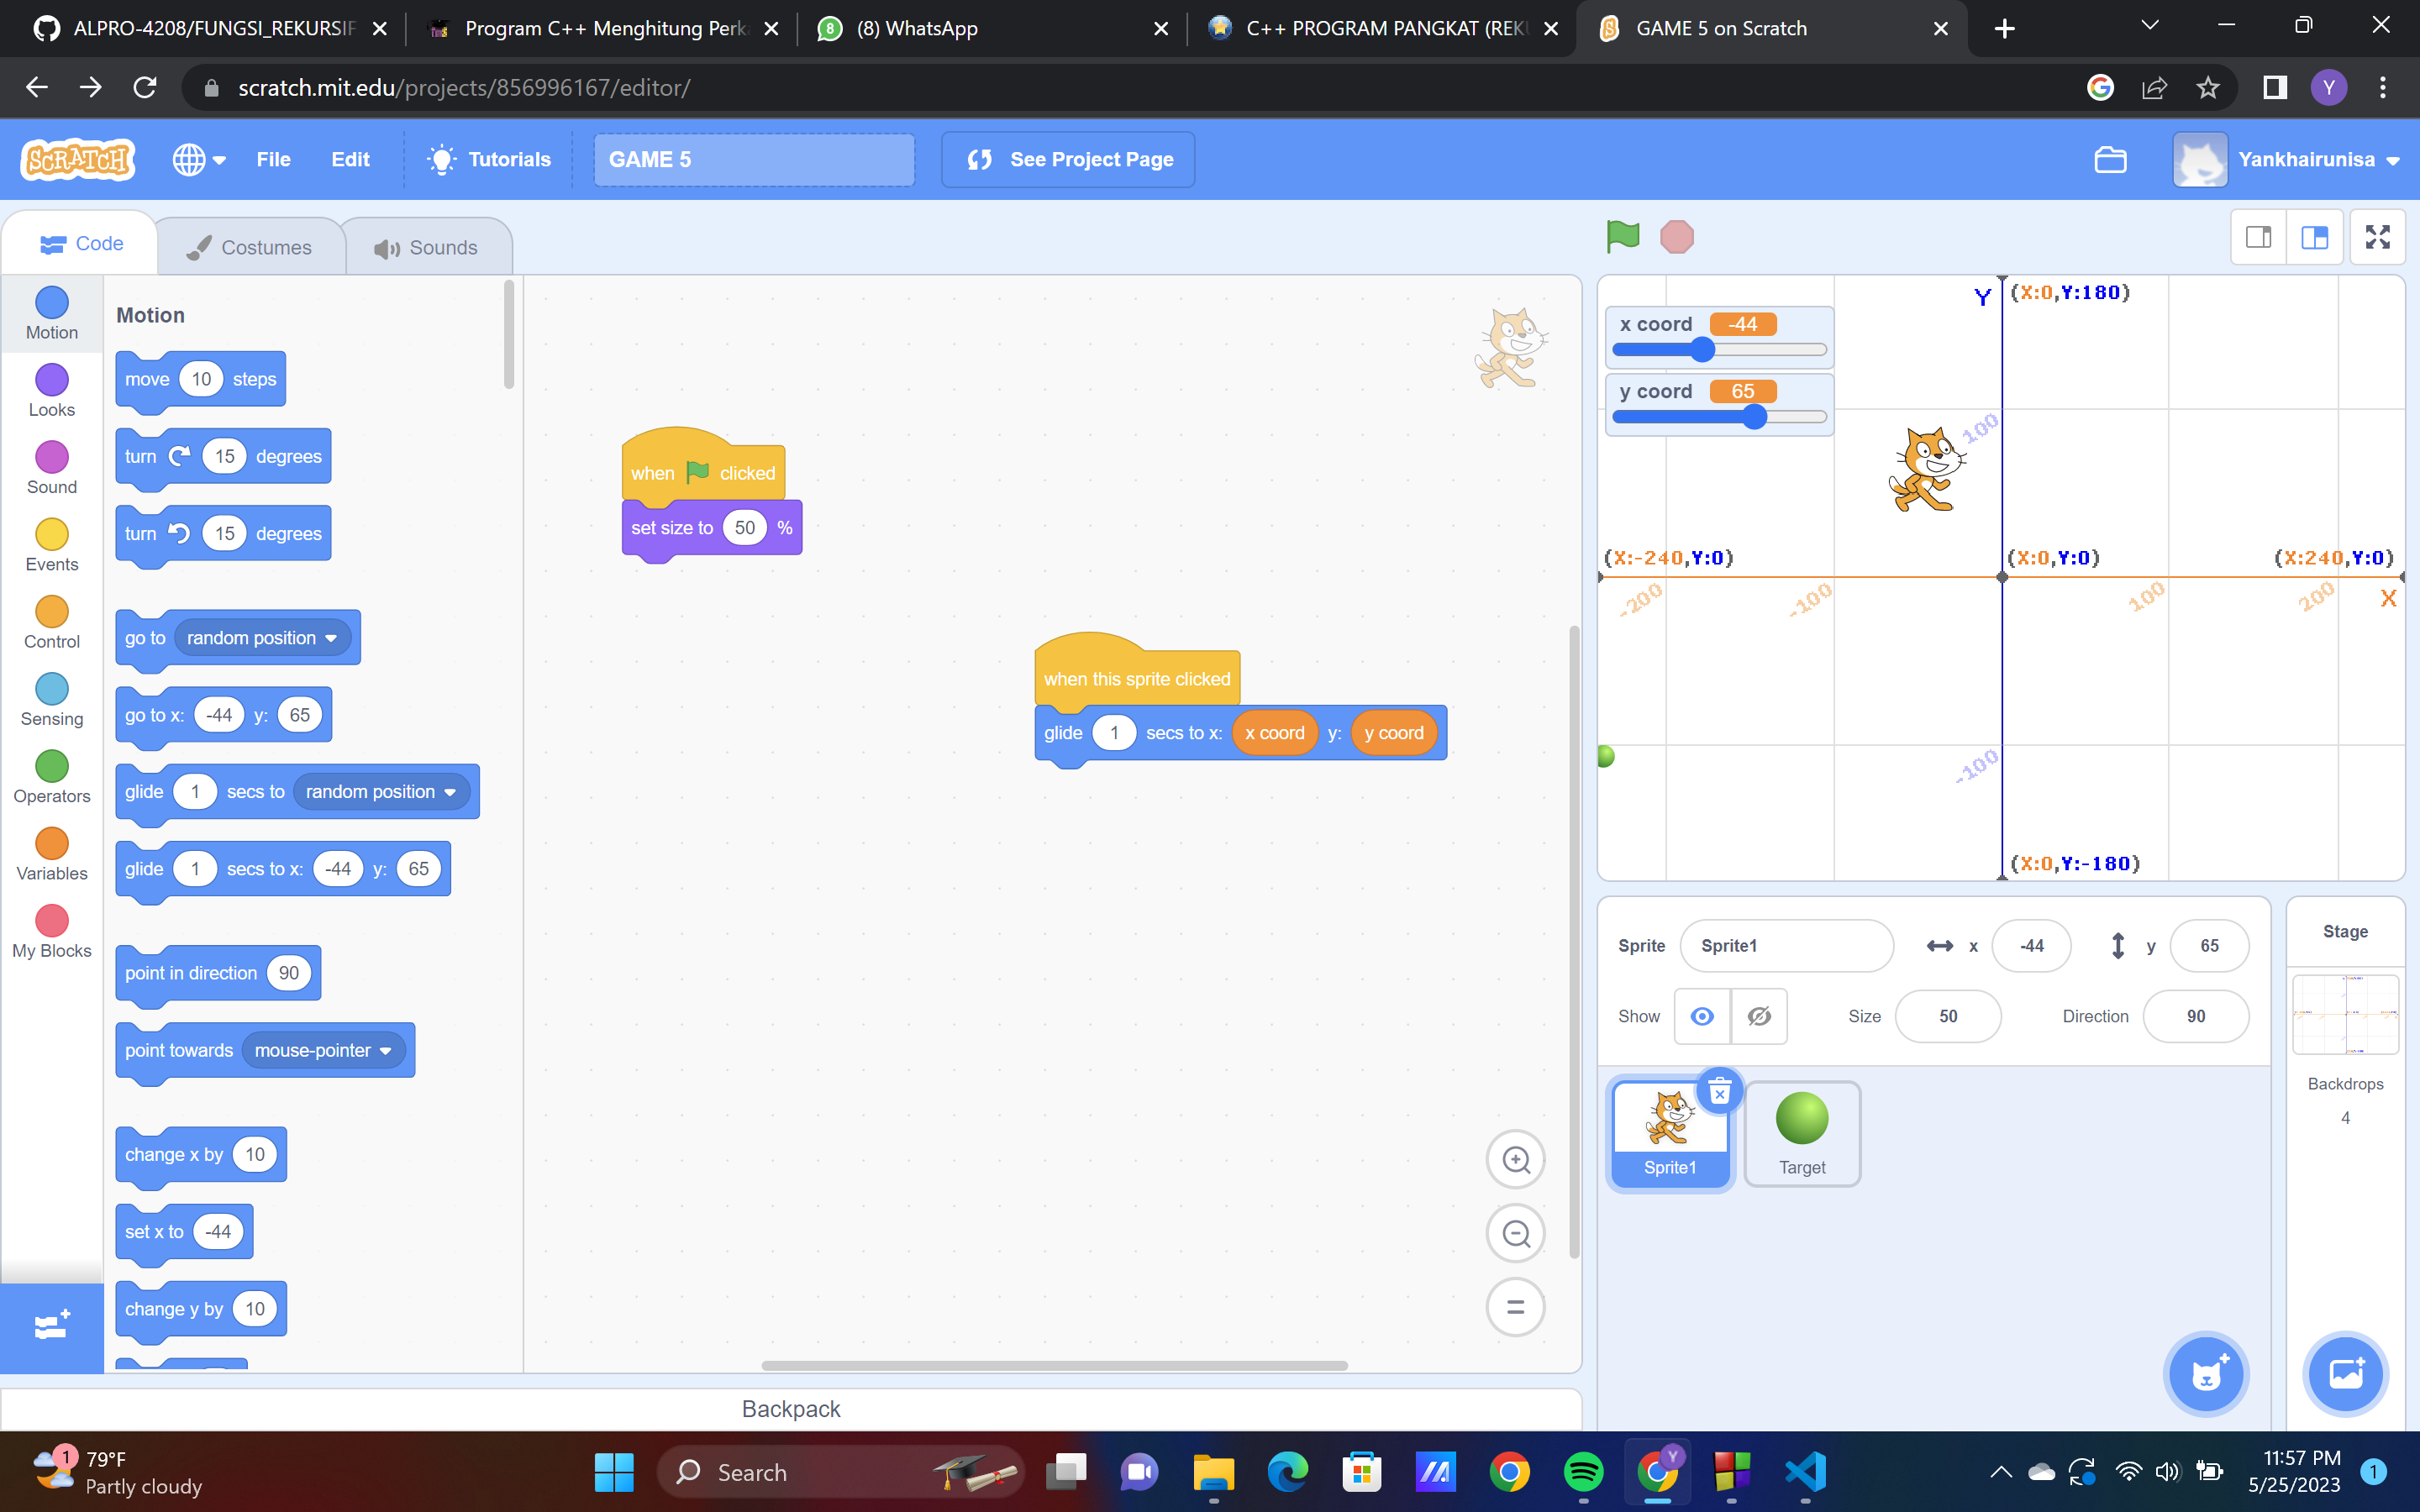 ALPRO-4208/FUNGSI_REKURSIF
Program C++ Menghitung Perka
(8) WhatsApp
C++ PROGRAM PANGKAT (REKU
GAME 5 on Scratch
scratch.mit.edu/projects/856996167/editor/
Y
SCRATCH
File
Edit
Tutorials
GAME 5
See Project Page
Yankhairunisa
Code
Costumes
Sounds
Motion
Looks
Sound
Events
Control
Sensing
Operators
Variables
My Blocks
Motion
move 10 steps
turn 15 degrees
turn 15 degrees
go to random position
go to x: -44 y: 65
glide 1 secs to random position
glide 1 secs to x: -44 y: 65
point in direction 90
point towards mouse-pointer
change x by 10
set x to -44
change y by 10
when clicked
set size to 50 %
when this sprite clicked
glide 1 secs to x: x coord y: y coord
Backpack
x coord -44
y coord 65
Y (X:0,Y:180)
100
(X:-240,Y:0) (X:0,Y:0) (X:240,Y:0)
-200 -100 100 200 X
-100
(X:0,Y:-180)
Sprite Sprite1 x -44 y 65
Show Size 50 Direction 90
Sprite1
Target
Stage
Backdrops
4
1
79°F
Partly cloudy
8
Search
Y
11:57 PM
5/25/2023
1